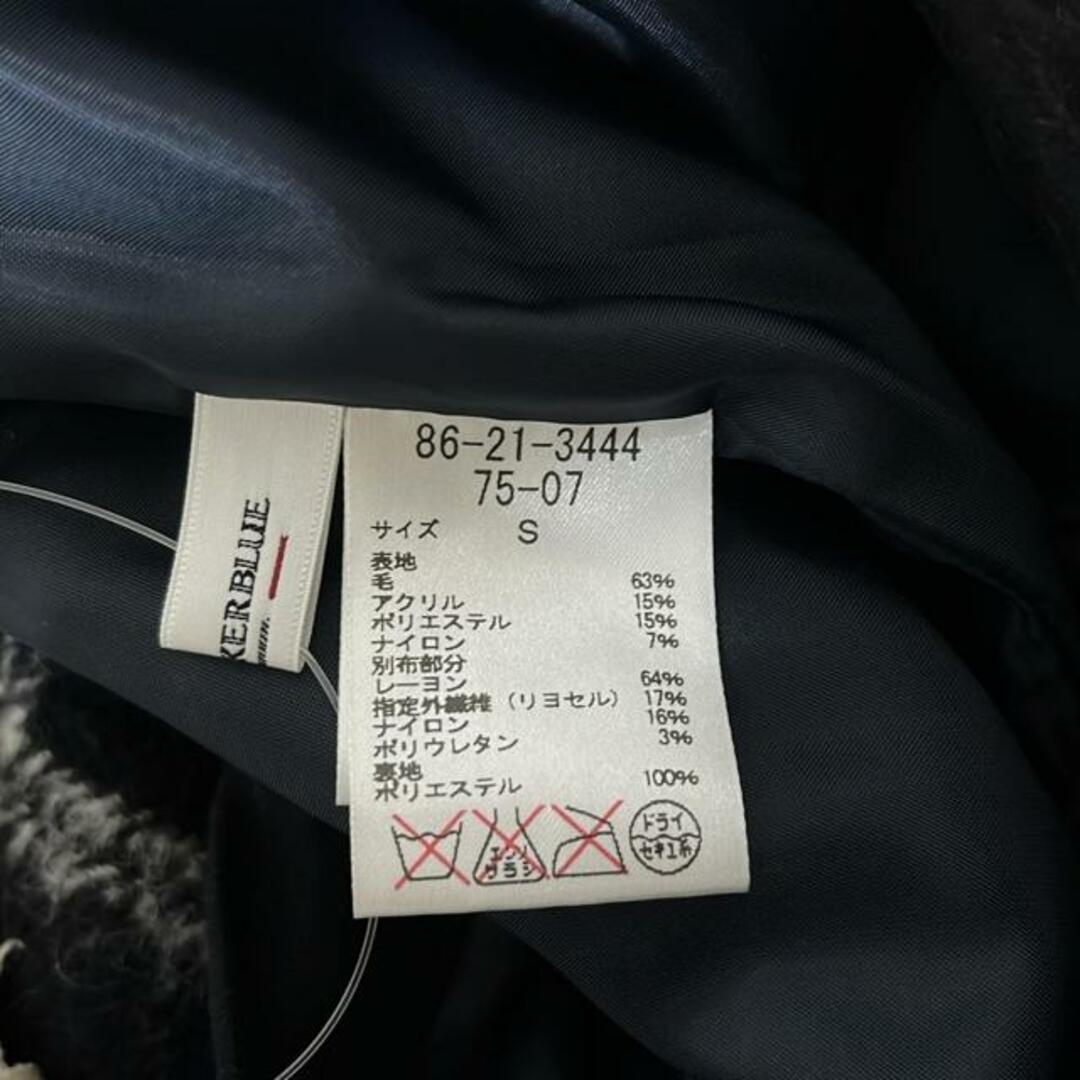 86-21-3444
75-07
サイズ S
表地
毛 63%
アクリル 15%
ポリエステル 15%
ナイロン 7%
別布部分
レーヨン 64%
指定外繊維 (リヨセル) 17%
ナイロン 16%
ポリウレタン 3%
裏地
ポリエステル 100%
エンソ
サラシ
ドライ
セキユ系
KERBLUE